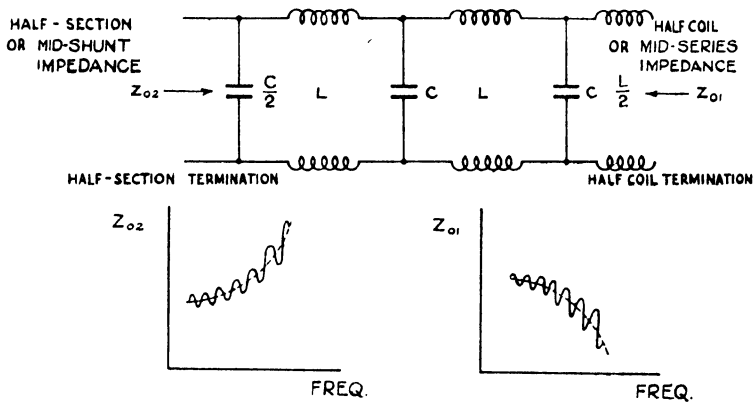 HALF-SECTION
OR MID-SHUNT
IMPEDANCE
HALF COIL
OR MID-SERIES
IMPEDANCE
Z02
C/2
L
C
L
C
L/2
Z01
HALF-SECTION TERMINATION
HALF COIL TERMINATION
Z02
FREQ.
Z01
FREQ.